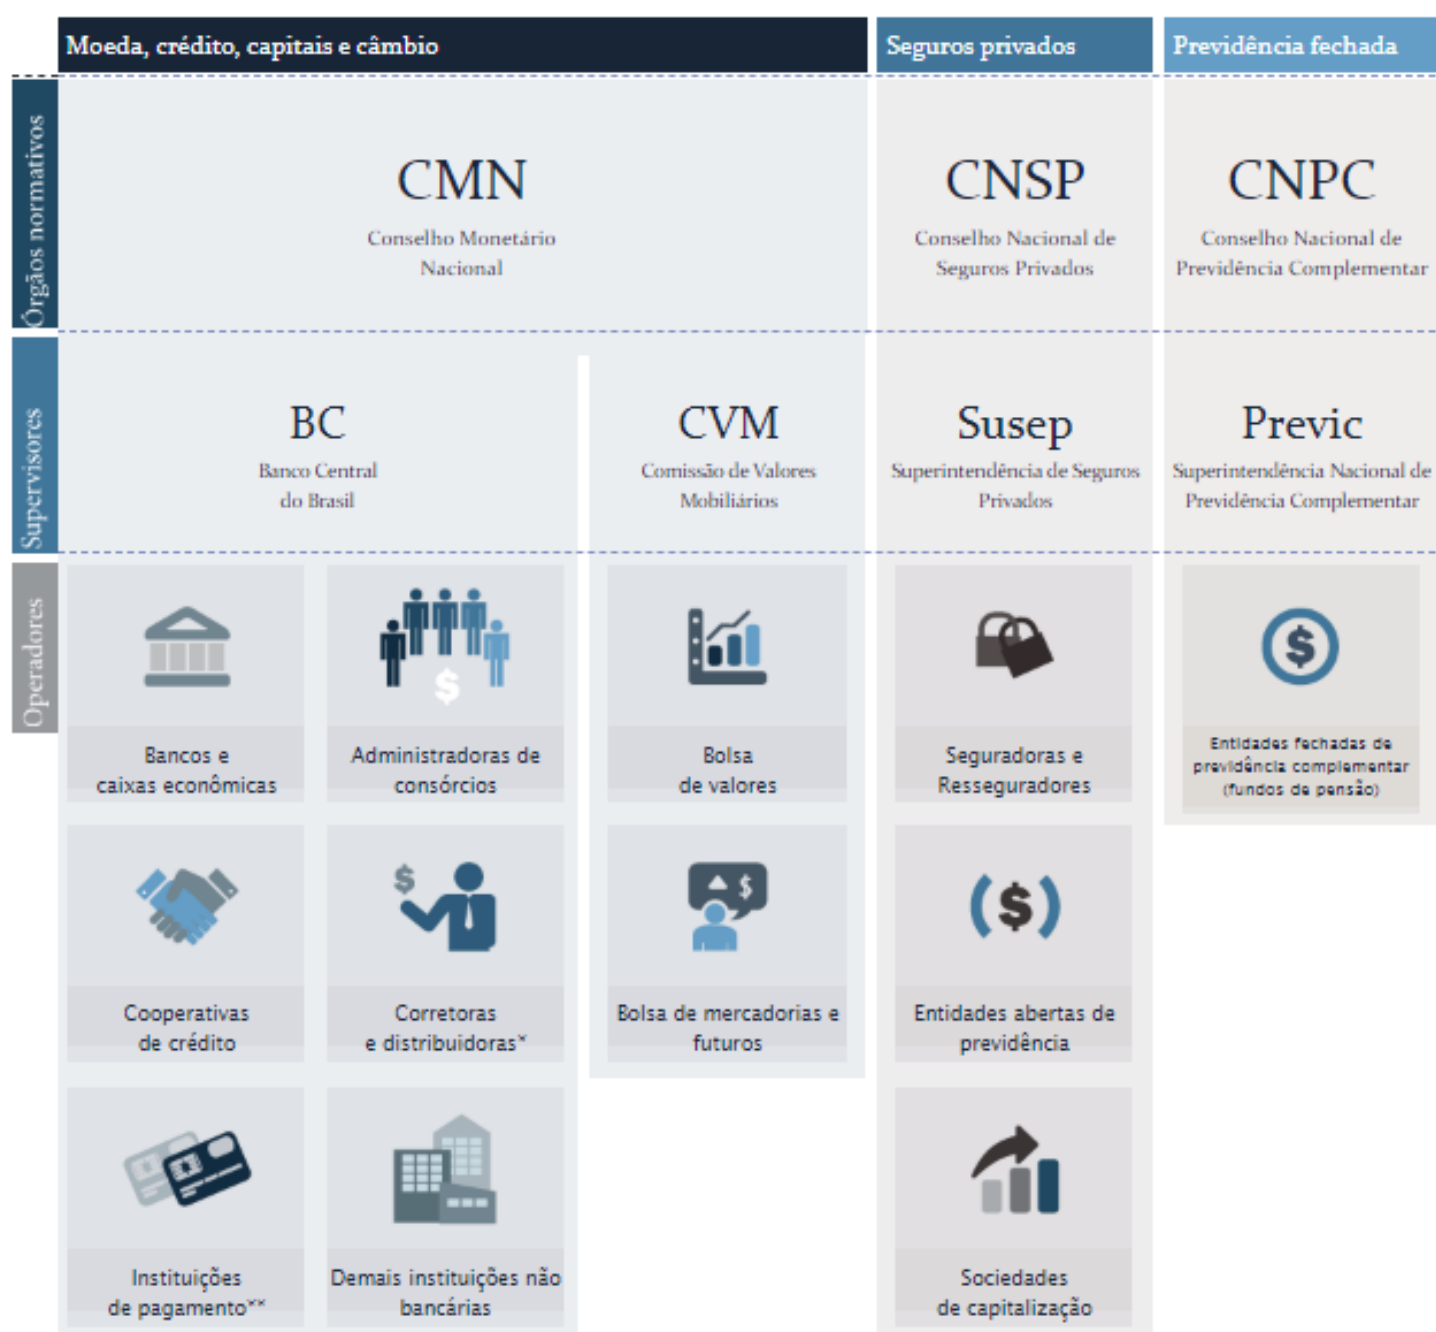 Moeda, crédito, capitais e câmbio
Seguros privados
Previdência fechada
Órgãos normativos
CMN
Conselho Monetário
Nacional
CNSP
Conselho Nacional de
Seguros Privados
CNPC
Conselho Nacional de
Previdência Complementar
Supervisores
BC
Banco Central
do Brasil
CVM
Comissão de Valores
Mobiliários
Susep
Superintendência de Seguros
Privados
Previc
Superintendência Nacional de
Previdência Complementar
Operadores
$
Bancos e
caixas econômicas
Administradoras de
consórcios
Bolsa
de valores
Seguradoras e
Resseguradores
$
Entidades fechadas de
previdência complementar
(fundos de pensão)
$
$
($)
Cooperativas
de crédito
Corretoras
e distribuidoras*
Bolsa de mercadorias e
futuros
Entidades abertas de
previdência
Instituições
de pagamento**
Demais instituições não
bancárias
Sociedades
de capitalização